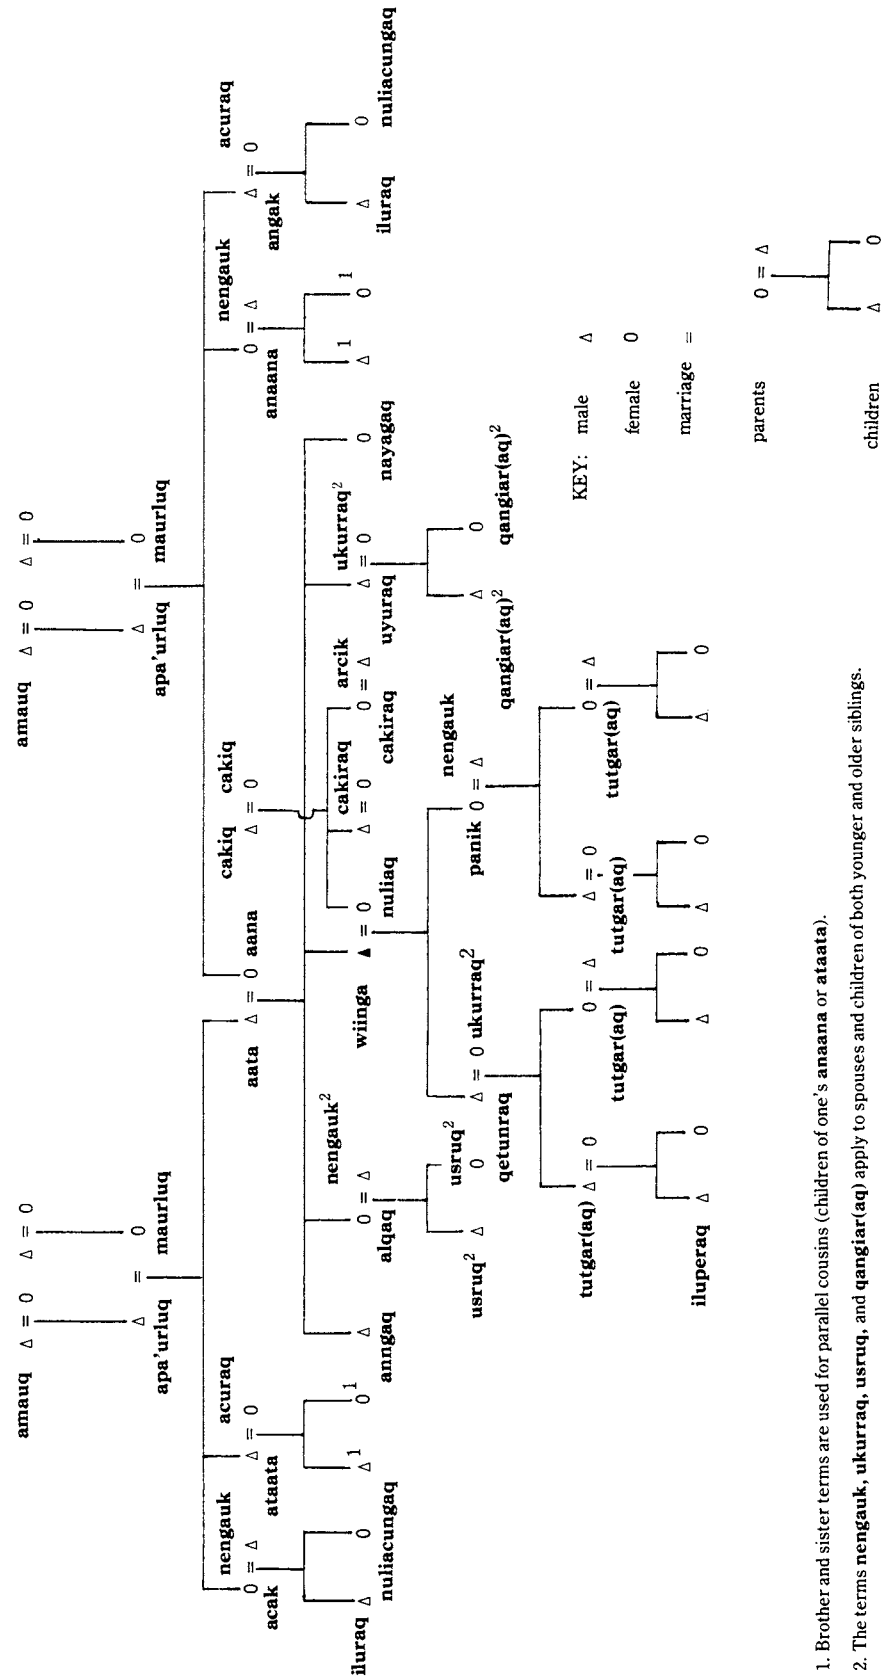 amauq
amauq
apa'urluq maurluq
apa'urluq maurluq
nengauk acuraq
cakiq cakiq
nengauk acuraq
acak ataata
aata aana
anaana angak
nengauk²
cakiraq arcik ukurraq²
iluraq nuliacungaq
1 1
anngaq alqaq
wiinga nuliaq
cakiraq uyuraq nayagaq
1 1
iluraq nuliacungaq
usruq² usruq²
qetunraq ukurraq²
panik nengauk
qangiar(aq)² qangiar(aq)²
tutgar(aq) tutgar(aq) tutgar(aq) tutgar(aq)
iluperaq
KEY: male Δ
female O
marriage =
parents O = Δ
children Δ O
1. Brother and sister terms are used for parallel cousins (children of one's anaana or ataata).
2. The terms nengauk, ukurraq, usruq, and qangiar(aq) apply to spouses and children of both younger and older siblings.